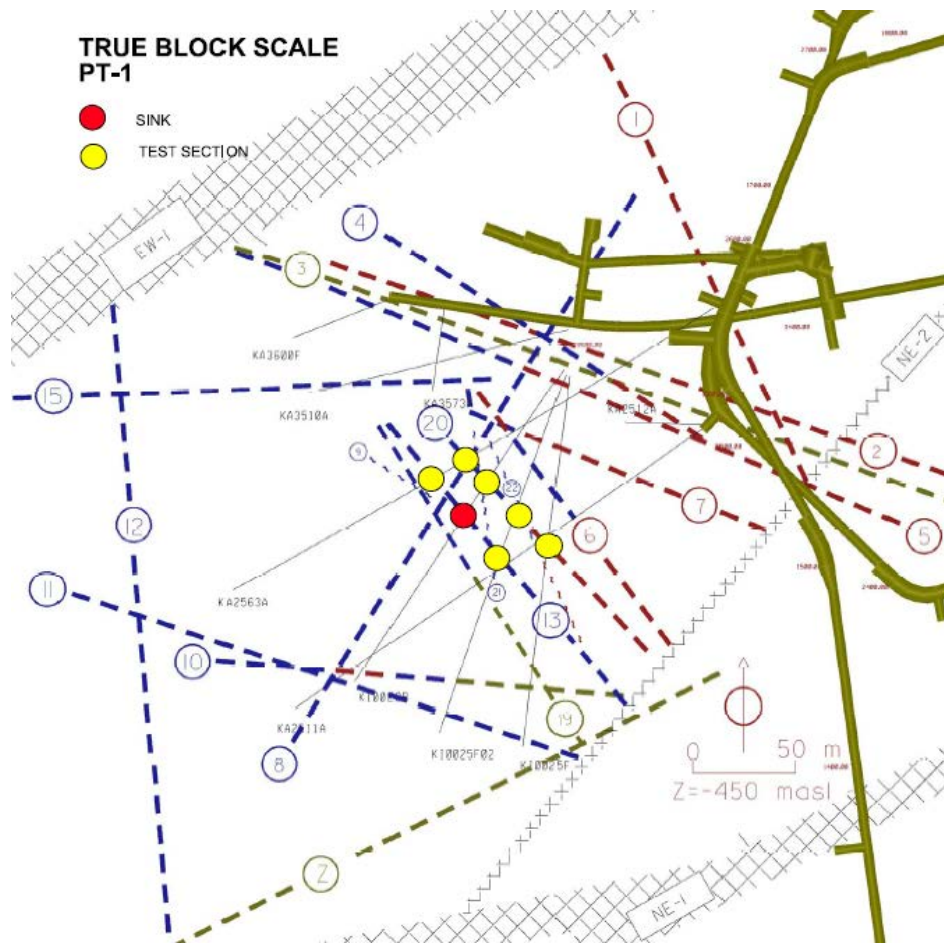 TRUE BLOCK SCALE
PT-1
SINK
TEST SECTION
1
EW-1
4
3
KA3600F
NE-2
15
KA3510A
KA3573
KA2512A
20
2
9
22
7
12
6
5
11
21
KA2563A
13
10
19
KA2511A
8
KI0025F02
KI0025F
0 50 m
Z=-450 masl
Z
NE-1